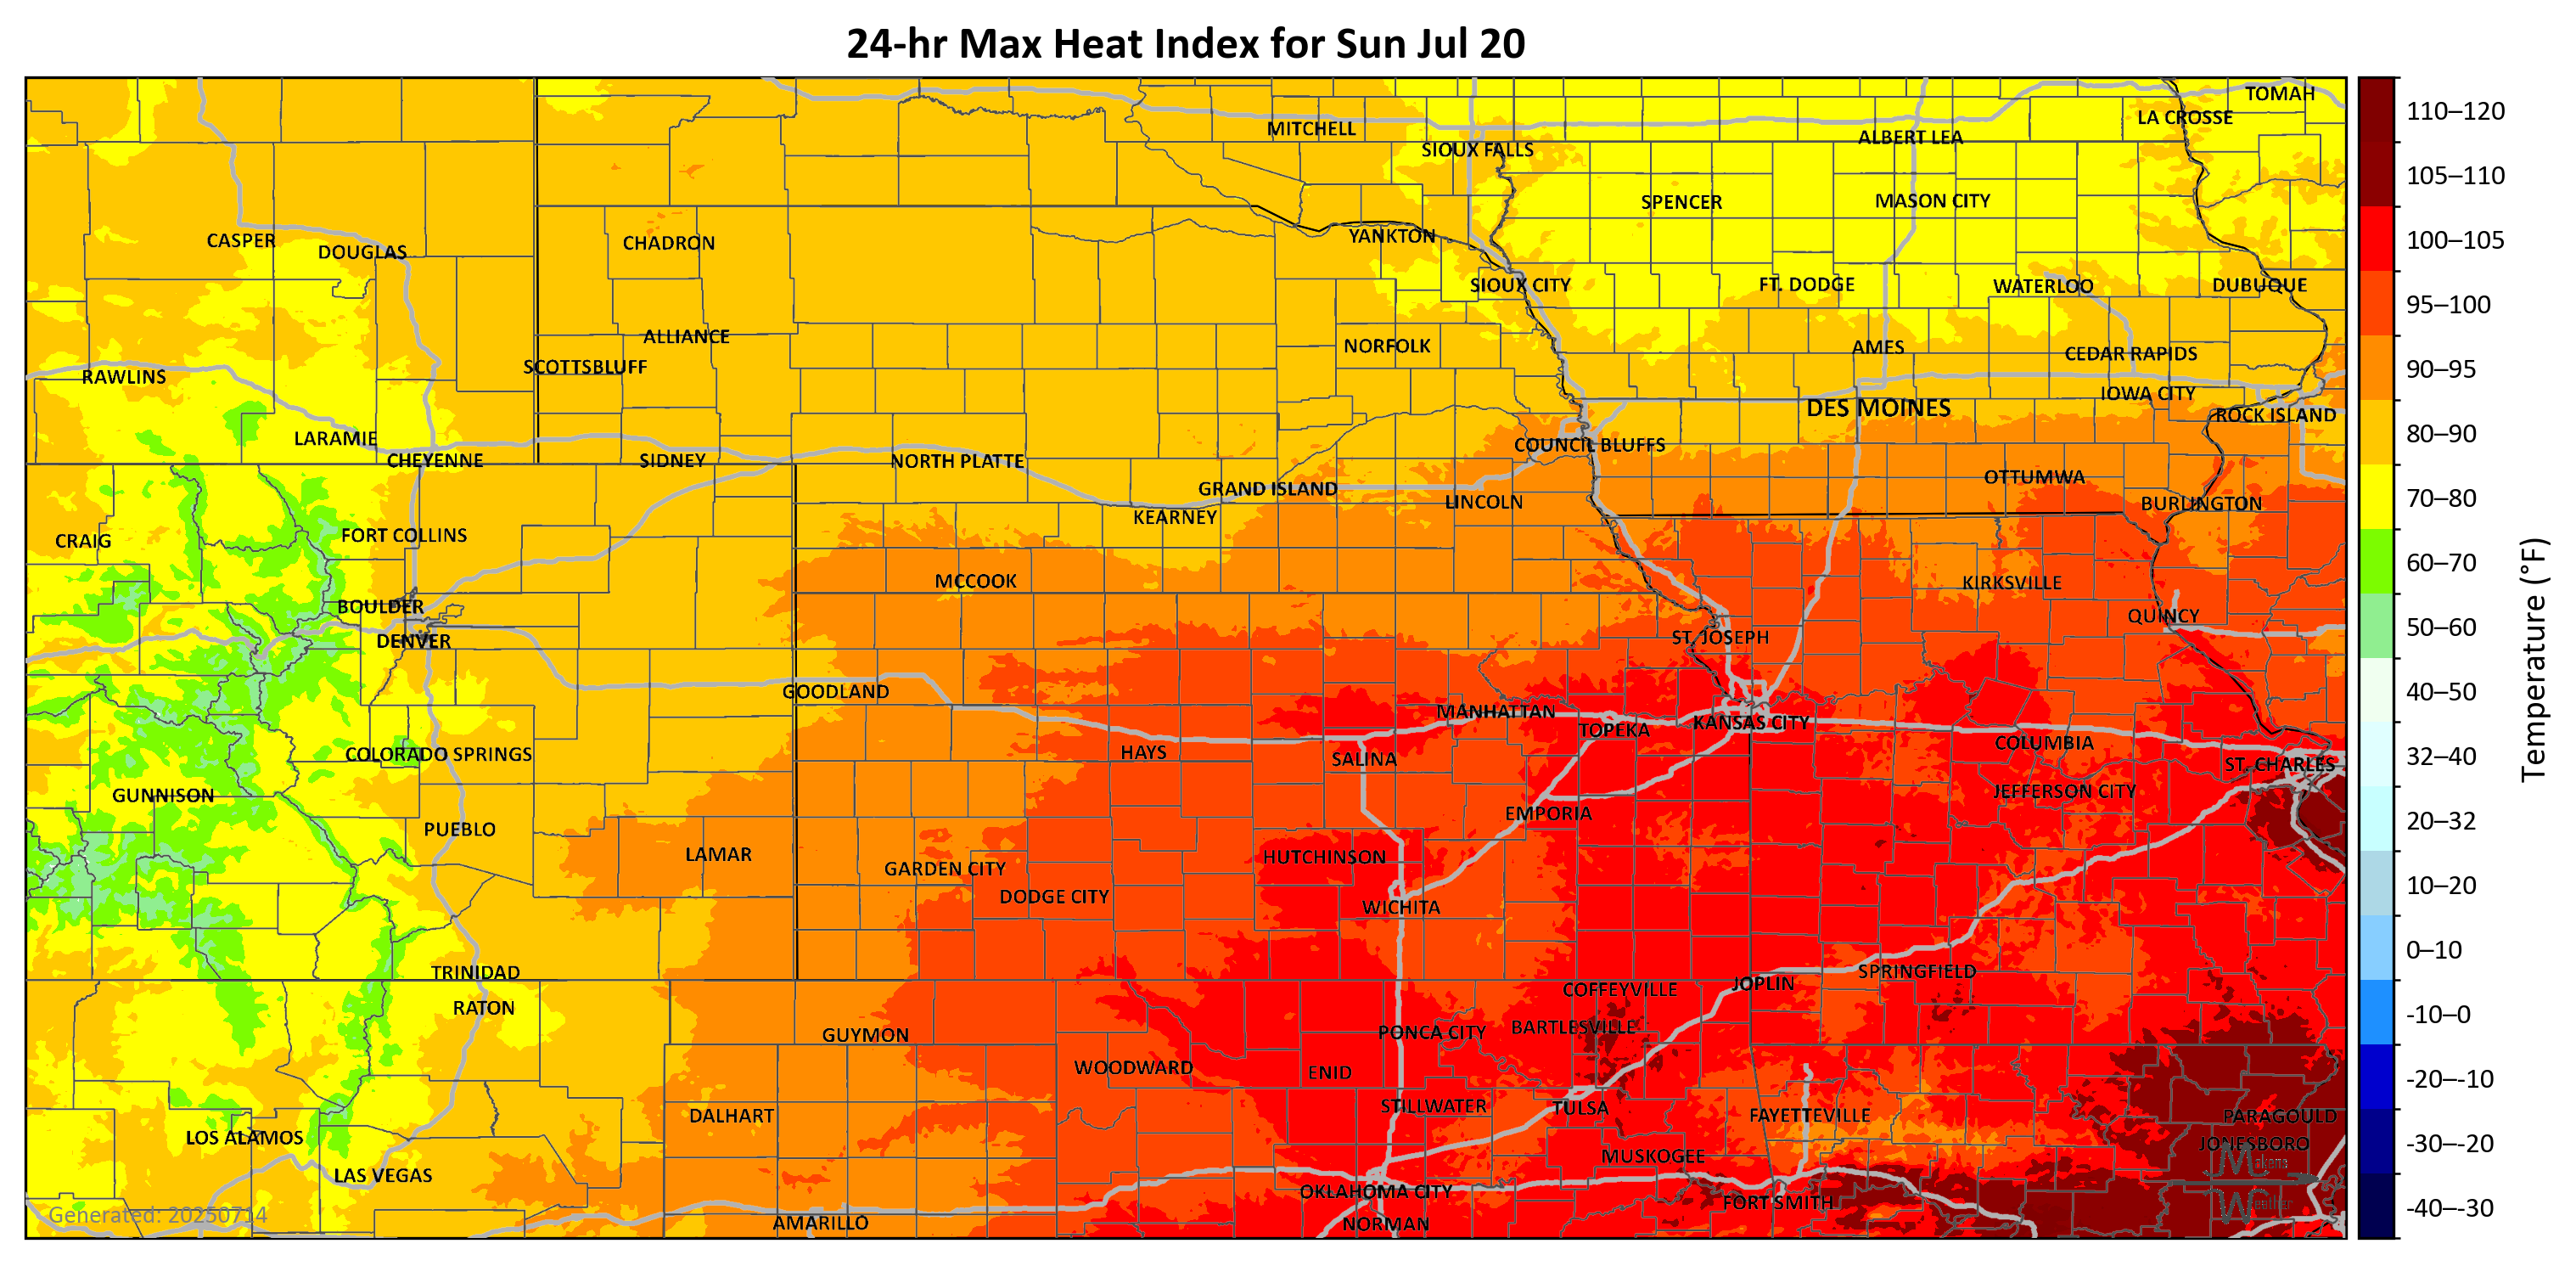 24-hr Max Heat Index for Sun Jul 20
TOMAH
LA CROSSE
MITCHELL
ALBERT LEA
SIOUX FALLS
SPENCER
MASON CITY
CASPER
DOUGLAS
CHADRON
YANKTON
SIOUX CITY
FT. DODGE
WATERLOO
DUBUQUE
ALLIANCE
NORFOLK
AMES
CEDAR RAPIDS
SCOTTSBLUFF
RAWLINS
IOWA CITY
DES MOINES
ROCK ISLAND
LARAMIE
COUNCIL BLUFFS
CHEYENNE
SIDNEY
NORTH PLATTE
OTTUMWA
GRAND ISLAND
LINCOLN
BURLINGTON
KEARNEY
FORT COLLINS
CRAIG
MCCOOK
KIRKSVILLE
BOULDER
QUINCY
DENVER
ST. JOSEPH
GOODLAND
MANHATTAN
KANSAS CITY
TOPEKA
COLUMBIA
COLORADO SPRINGS
HAYS
SALINA
ST. CHARLES
GUNNISON
JEFFERSON CITY
EMPORIA
PUEBLO
LAMAR
HUTCHINSON
GARDEN CITY
DODGE CITY
WICHITA
TRINIDAD
SPRINGFIELD
JOPLIN
COFFEYVILLE
RATON
BARTLESVILLE
PONCA CITY
GUYMON
WOODWARD
ENID
STILLWATER
TULSA
DALHART
FAYETTEVILLE
PARAGOULD
LOS ALAMOS
JONESBORO
MUSKOGEE
LAS VEGAS
OKLAHOMA CITY
FORT SMITH
AMARILLO
NORMAN
Generated: 20250714
Makens
Weather
110–120
105–110
100–105
95–100
90–95
80–90
70–80
60–70
50–60
40–50
32–40
20–32
10–20
0–10
-10–0
-20–-10
-30–-20
-40–-30
Temperature (°F)